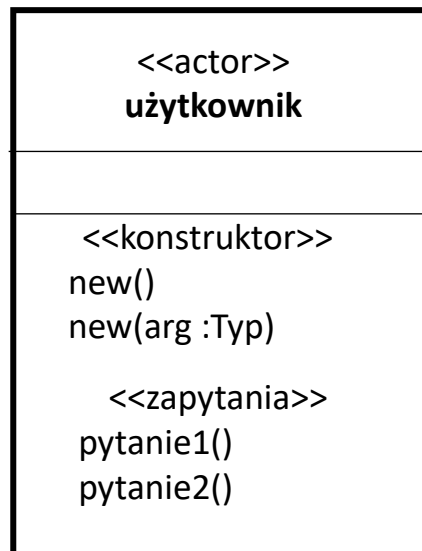 <<actor>>
użytkownik
<<konstruktor>>
new()
new(arg :Typ)
<<zapytania>>
pytanie1()
pytanie2()